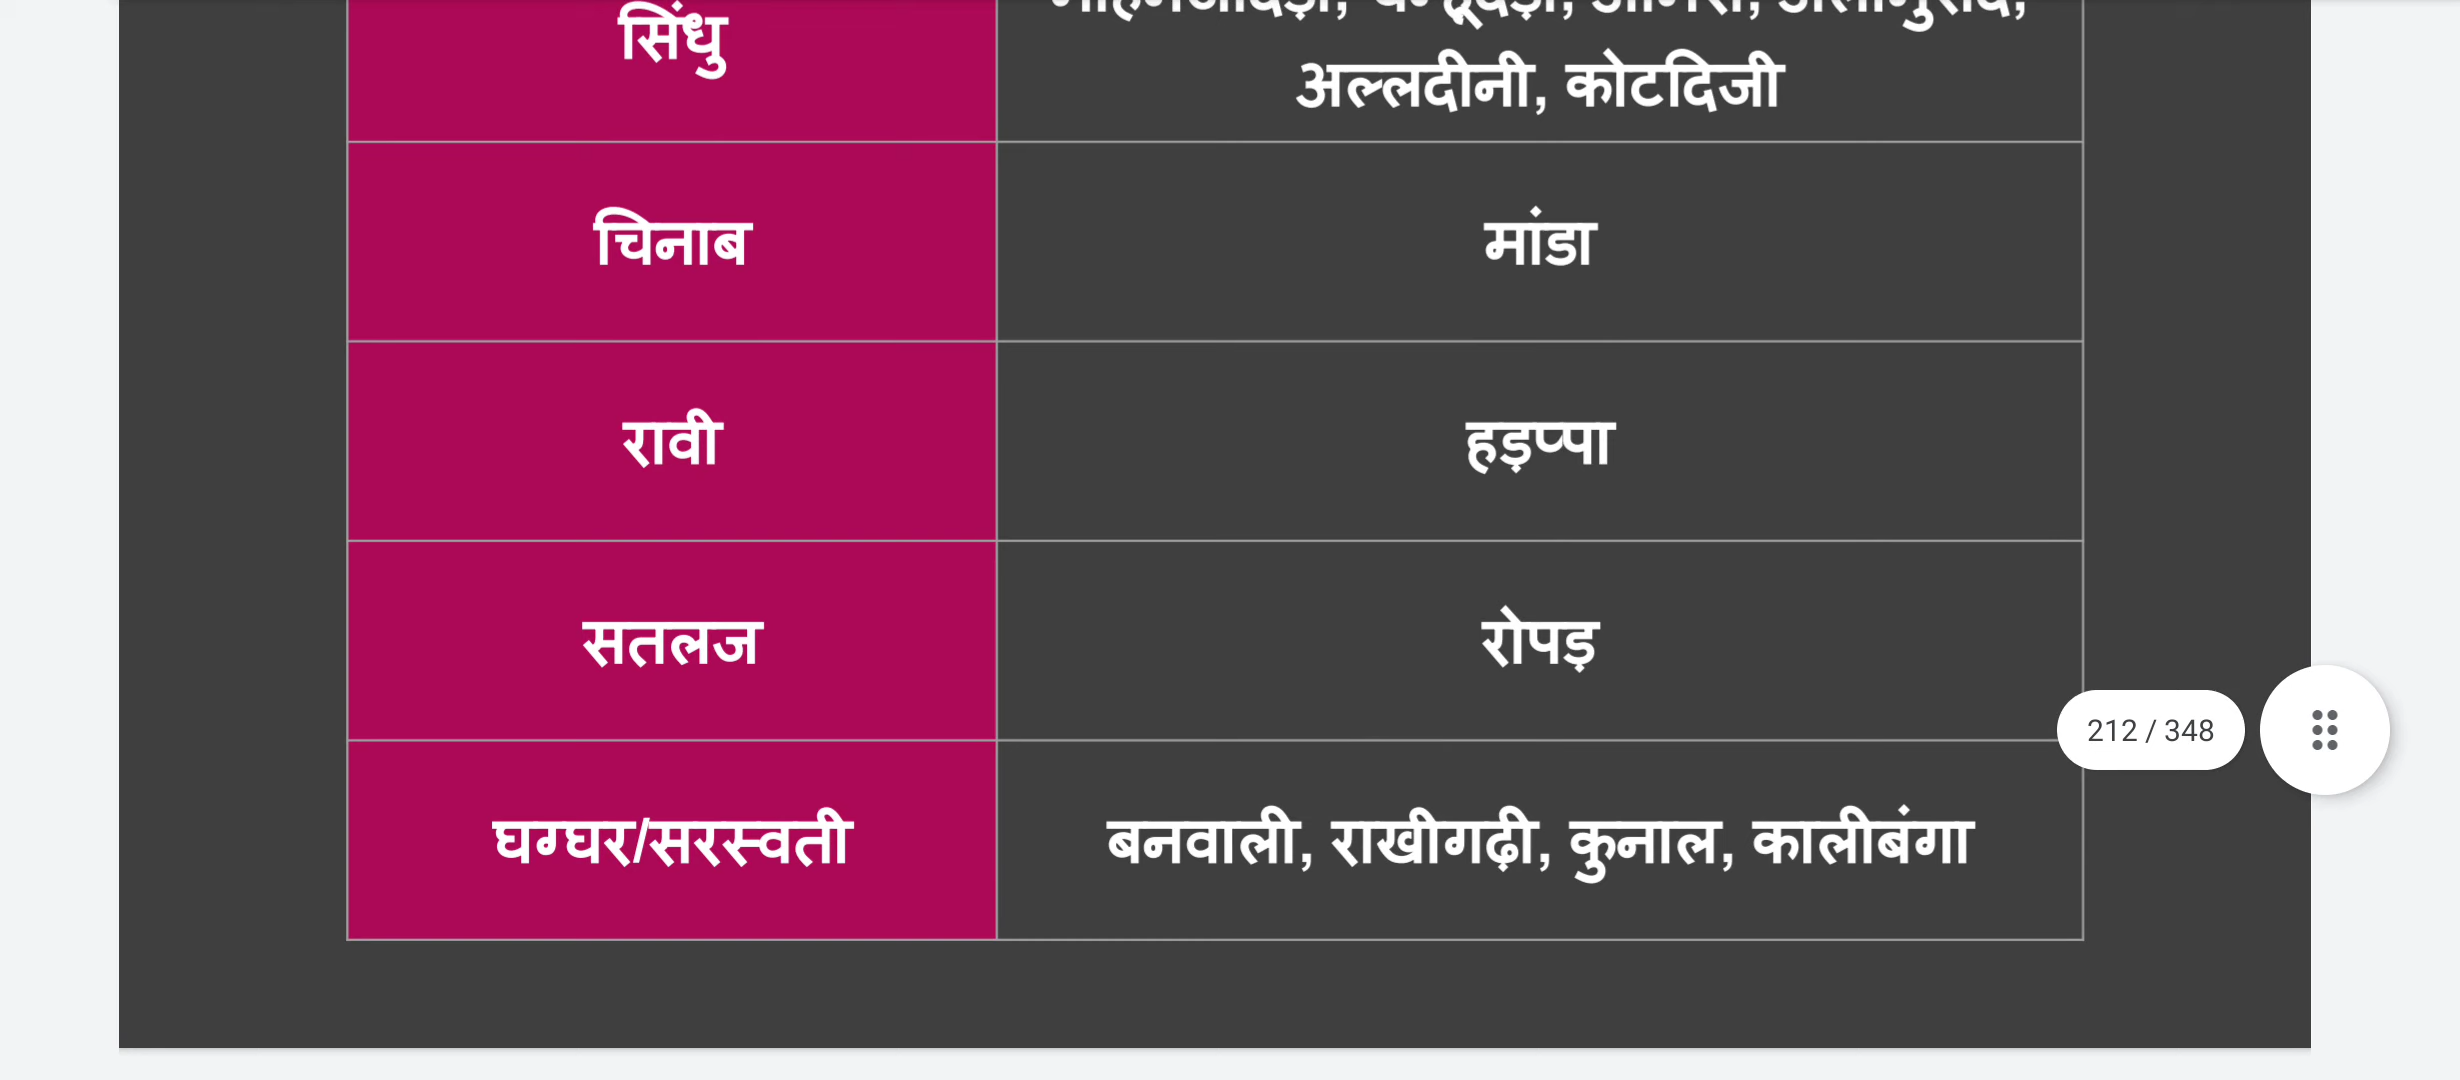 सिंधु
अल्लदीनी, कोटदिजी
चिनाब
मांडा
रावी
हड़प्पा
सतलज
रोपड़
212 / 348
घग्घर/सरस्वती
बनवाली, राखीगढ़ी, कुनाल, कालीबंगा